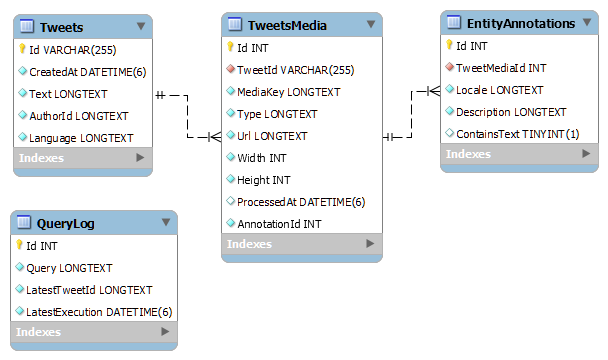 Tweets
Id VARCHAR(255)
CreatedAt DATETIME(6)
Text LONGTEXT
AuthorId LONGTEXT
Language LONGTEXT
Indexes
TweetsMedia
Id INT
TweetId VARCHAR(255)
MediaKey LONGTEXT
Type LONGTEXT
Url LONGTEXT
Width INT
Height INT
ProcessedAt DATETIME(6)
AnnotationId INT
Indexes
EntityAnnotations
Id INT
TweetMediaId INT
Locale LONGTEXT
Description LONGTEXT
ContainsText TINYINT(1)
Indexes
QueryLog
Id INT
Query LONGTEXT
LatestTweetId LONGTEXT
LatestExecution DATETIME(6)
Indexes